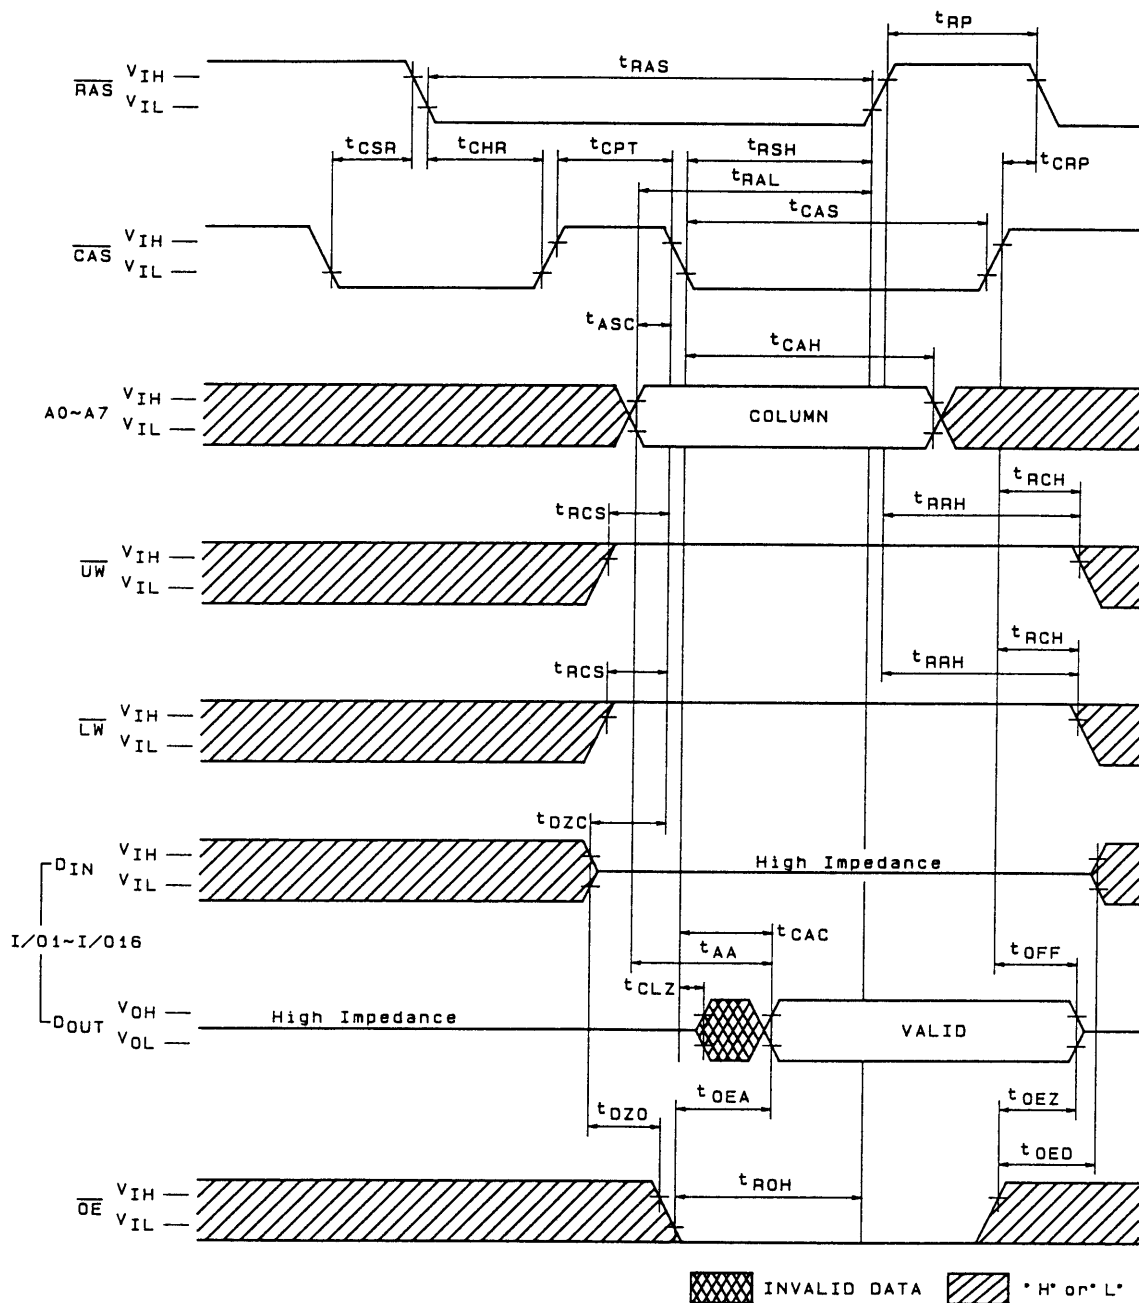 tRP
RAS VIH VIL tRAS
tCSR tCHR tCPT tRSH tCRP
tRAL
tCAS
CAS VIH VIL
tASC
tCAH
A0~A7 VIH VIL COLUMN
tRCH
tRCS tRRH
UW VIH VIL
tRCH
tRCS tRRH
LW VIH VIL
tDZC
DIN VIH VIL High Impedance
I/O1~I/O16
tCAC
tAA tOFF
tCLZ
DOUT VOH VOL High Impedance VALID
tOEA tOEZ
tDZO
tOED
tROH
OE VIH VIL
INVALID DATA "H" or "L"